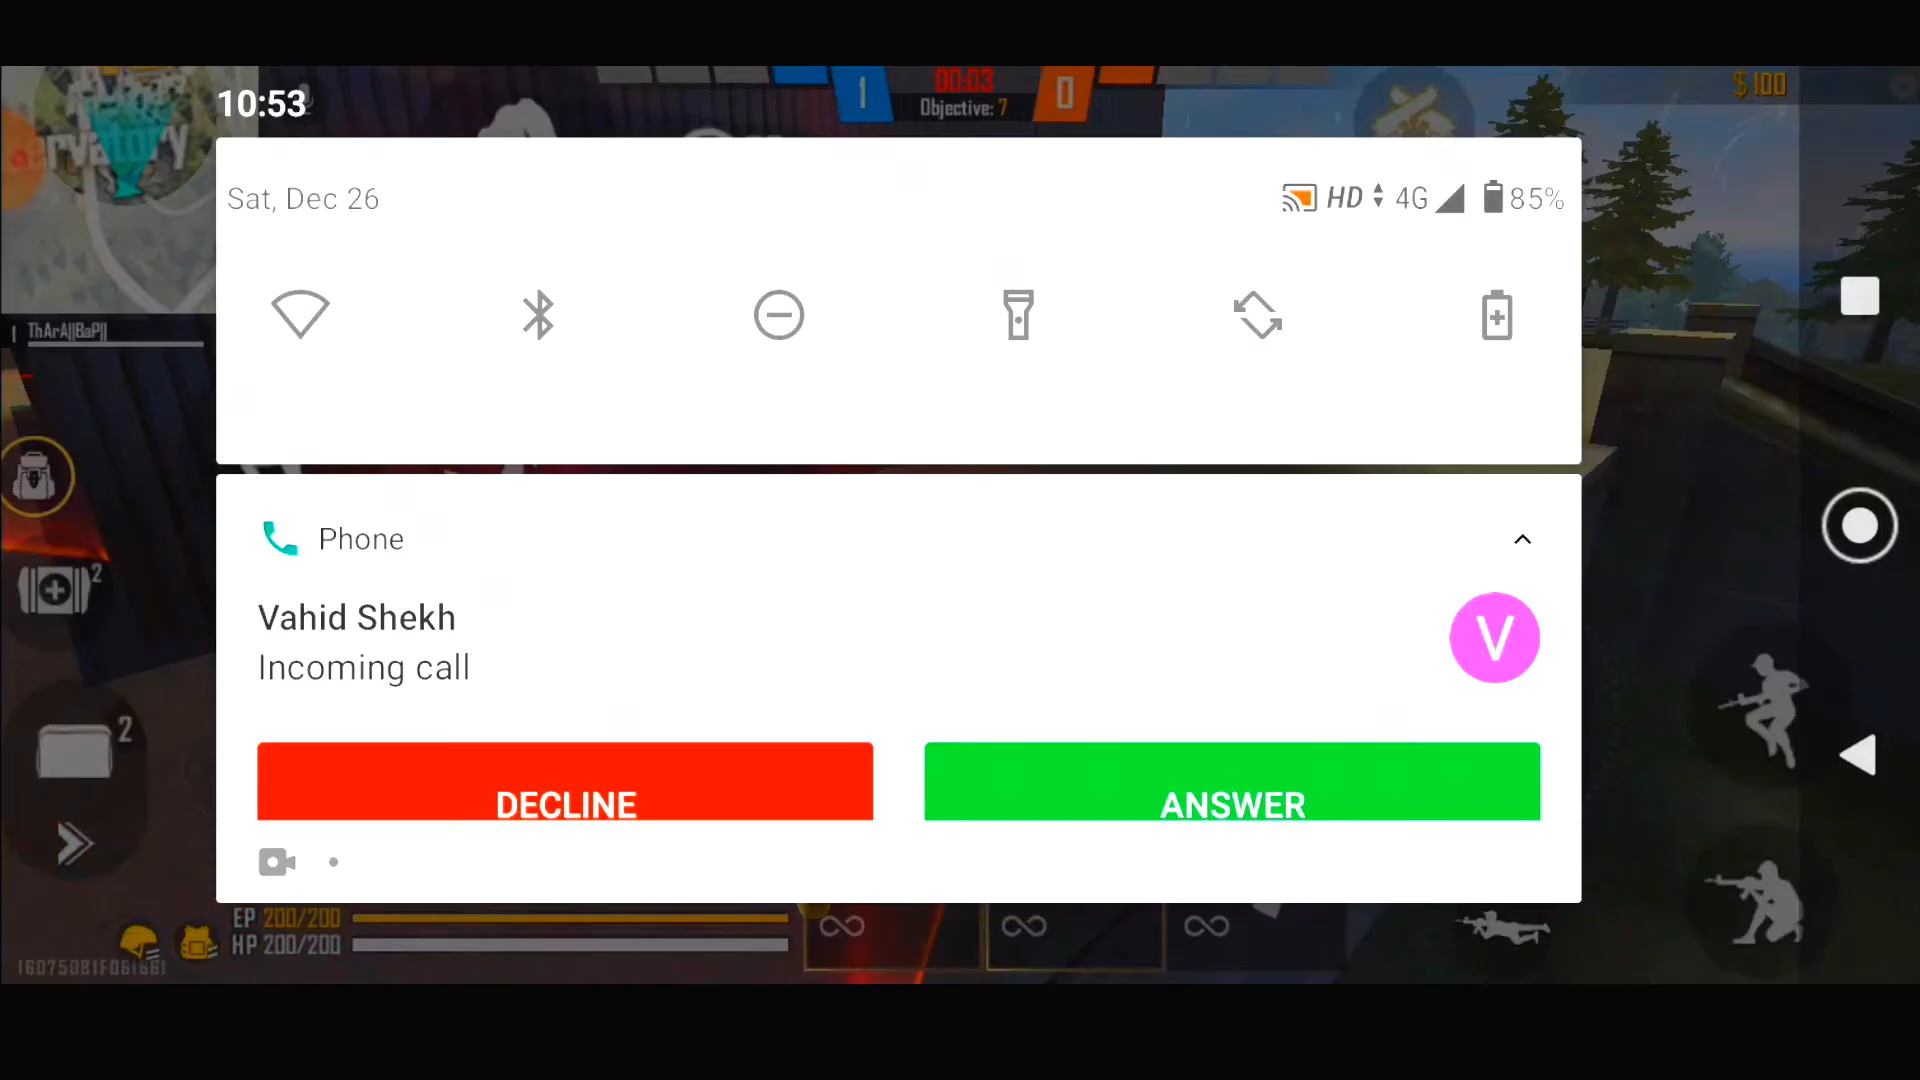 10:53
1
00:03
Objective: 7
0
$ 100
Sat, Dec 26
HD
4G
85%
1 ThArA||BaP||
Phone
Vahid Shekh
Incoming call
V
DECLINE
ANSWER
2
2
EP 200/200
HP 200/200